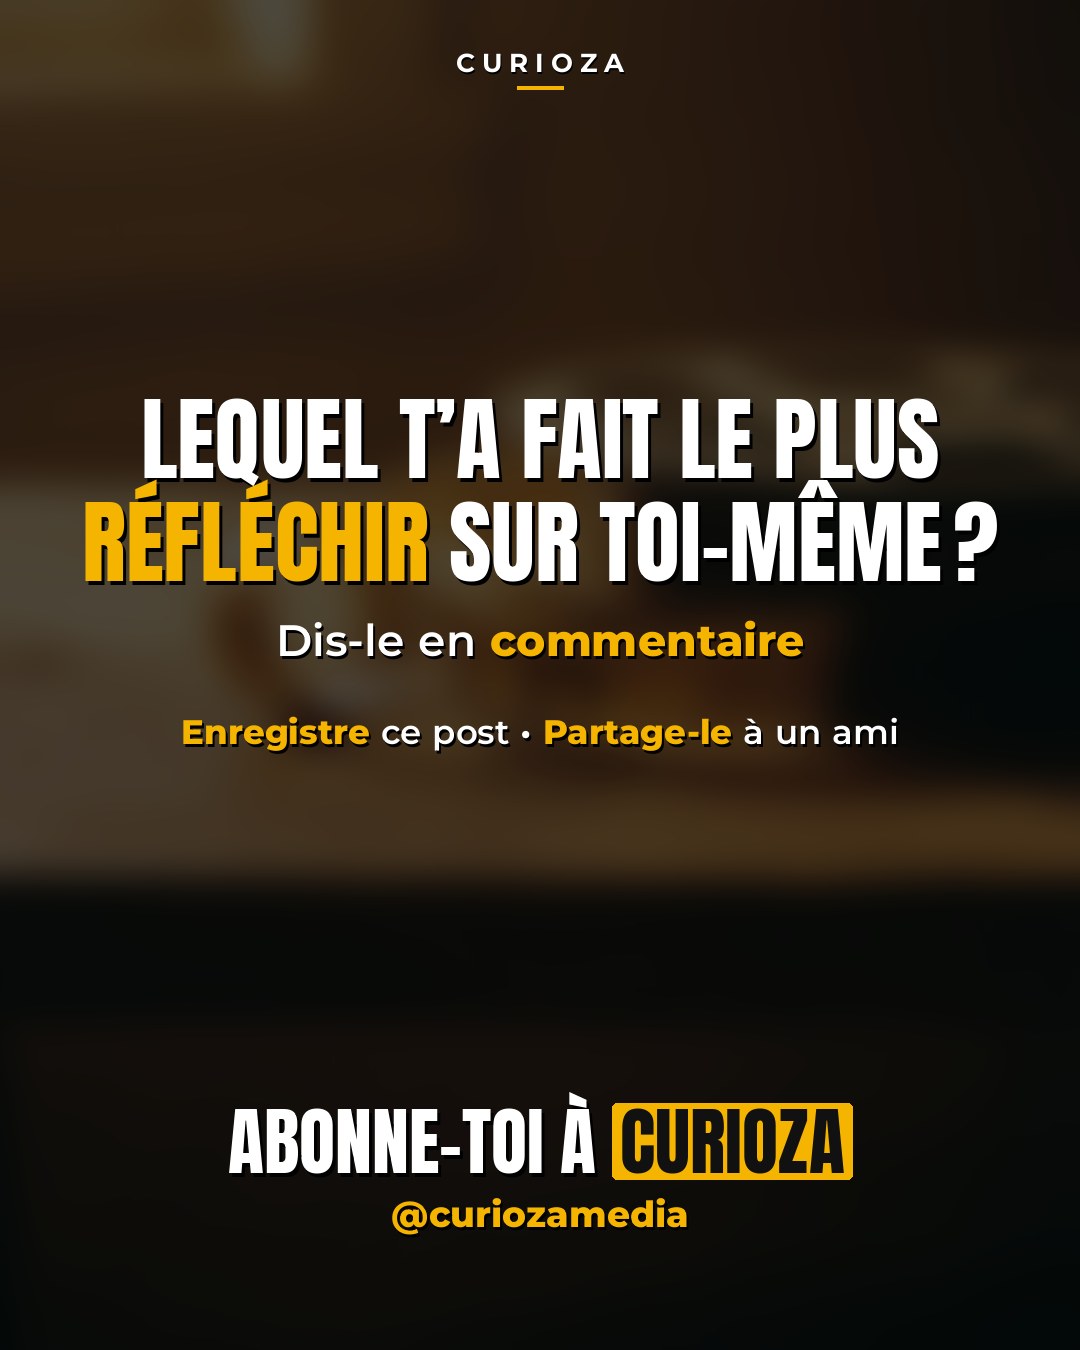 CURIOZA
LEQUEL T’A FAIT LE PLUS
RÉFLÉCHIR SUR TOI-MÊME ?
Dis-le en commentaire
Enregistre ce post • Partage-le à un ami
ABONNE-TOI À CURIOZA
@curiozamedia